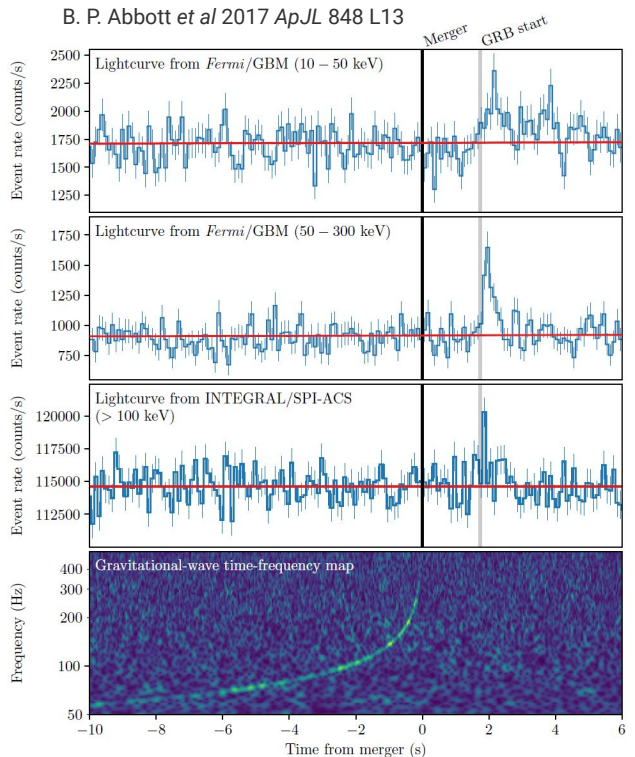 B. P. Abbott et al 2017 ApJL 848 L13
Merger
GRB start
Lightcurve from Fermi/GBM (10 − 50 keV)
Event rate (counts/s)
2500
2250
2000
1750
1500
1250
Lightcurve from Fermi/GBM (50 − 300 keV)
Event rate (counts/s)
1750
1500
1250
1000
750
Lightcurve from INTEGRAL/SPI-ACS
(> 100 keV)
Event rate (counts/s)
120000
117500
115000
112500
Gravitational-wave time-frequency map
Frequency (Hz)
400
300
200
100
50
−10 −8 −6 −4 −2 0 2 4 6
Time from merger (s)